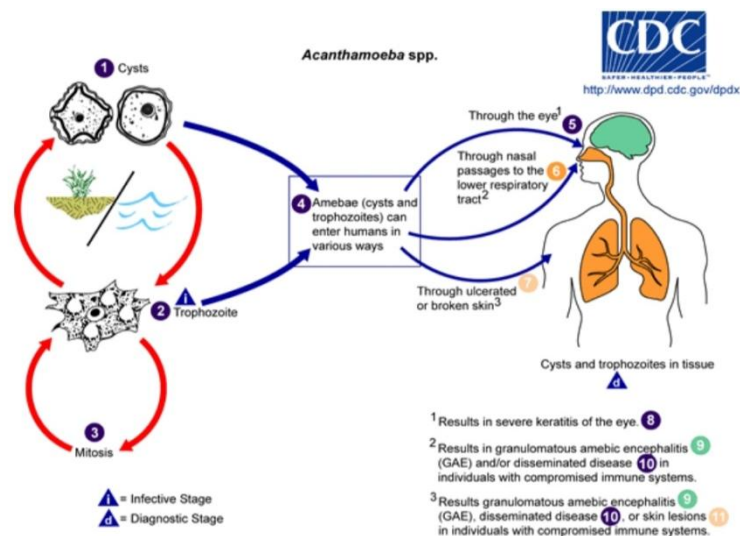 Acanthamoeba spp.
CDC
SAFER•HEALTHIER•PEOPLE™
http://www.dpd.cdc.gov/dpdx
1 Cysts
Through the eye1 5
Through nasal
passages to the 6
lower respiratory
tract2
4 Amebae (cysts and
trophozoites) can
enter humans in
various ways
Through ulcerated 7
or broken skin3
i
2 Trophozoite
3
Mitosis
Cysts and trophozoites in tissue
d
1 Results in severe keratitis of the eye. 8
2 Results in granulomatous amebic encephalitis 9
(GAE) and/or disseminated disease 10 in
individuals with compromised immune systems.
3 Results granulomatous amebic encephalitis 9
(GAE), disseminated disease 10, or skin lesions 11
in individuals with compromised immune systems.
i = Infective Stage
d = Diagnostic Stage